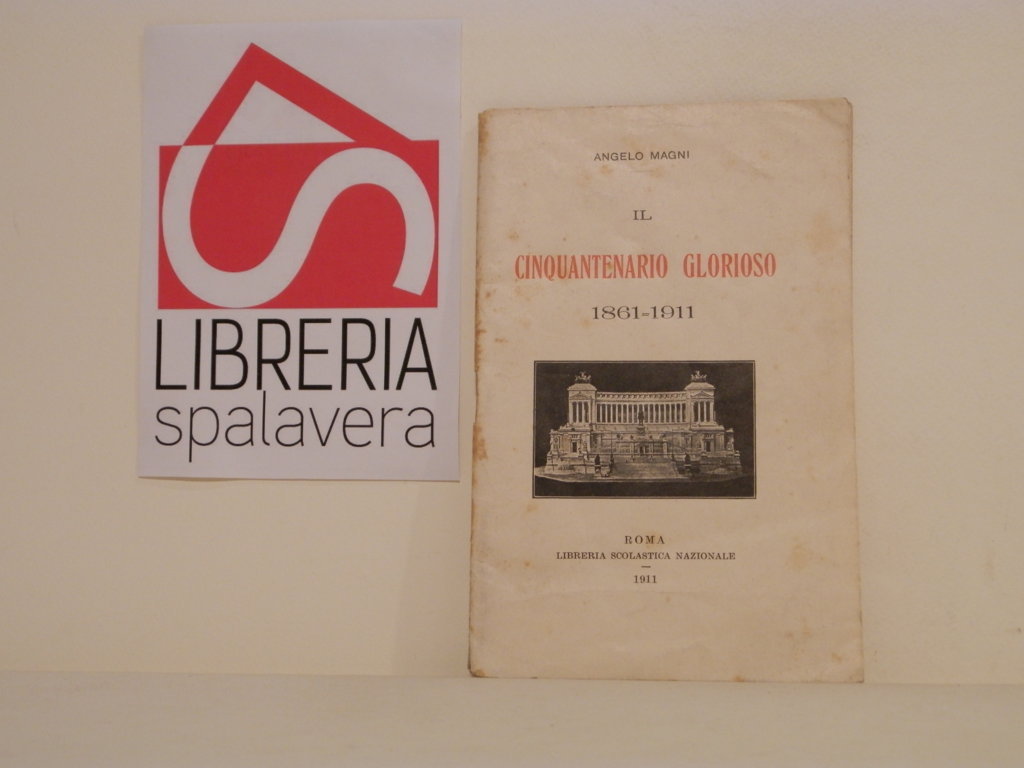 LIBRERIA
spalavera
ANGELO MAGNI
IL
CINQUANTENARIO GLORIOSO
1861-1911
ROMA
LIBRERIA SCOLASTICA NAZIONALE
1911